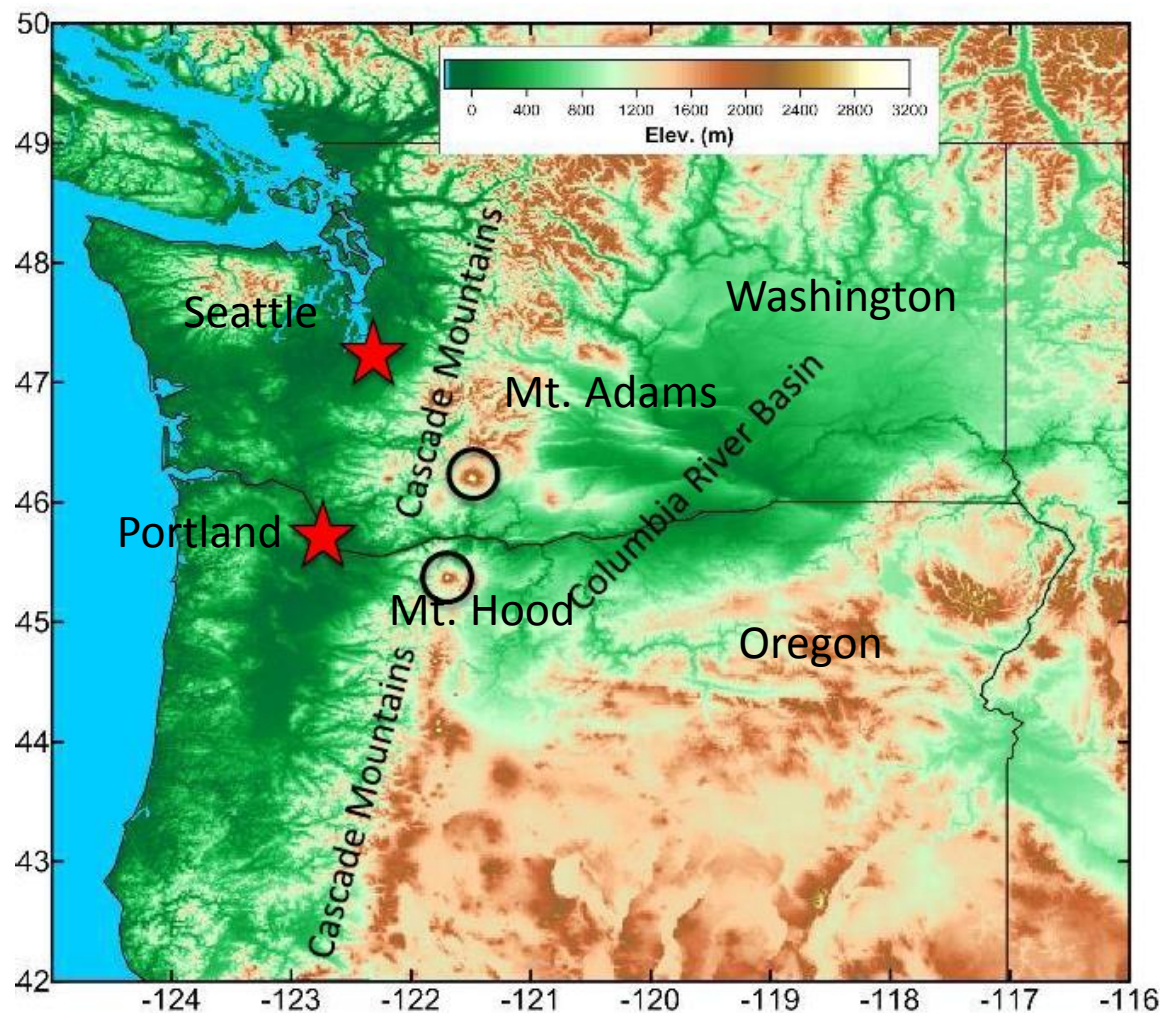 50
0 400 800 1200 1600 2000 2400 2800 3200
Elev. (m)
49
48
Cascade Mountains
Washington
Seattle
47
Mt. Adams
Columbia River Basin
46
Portland
Mt. Hood
45
Oregon
Cascade Mountains
44
43
42
-124 -123 -122 -121 -120 -119 -118 -117 -116